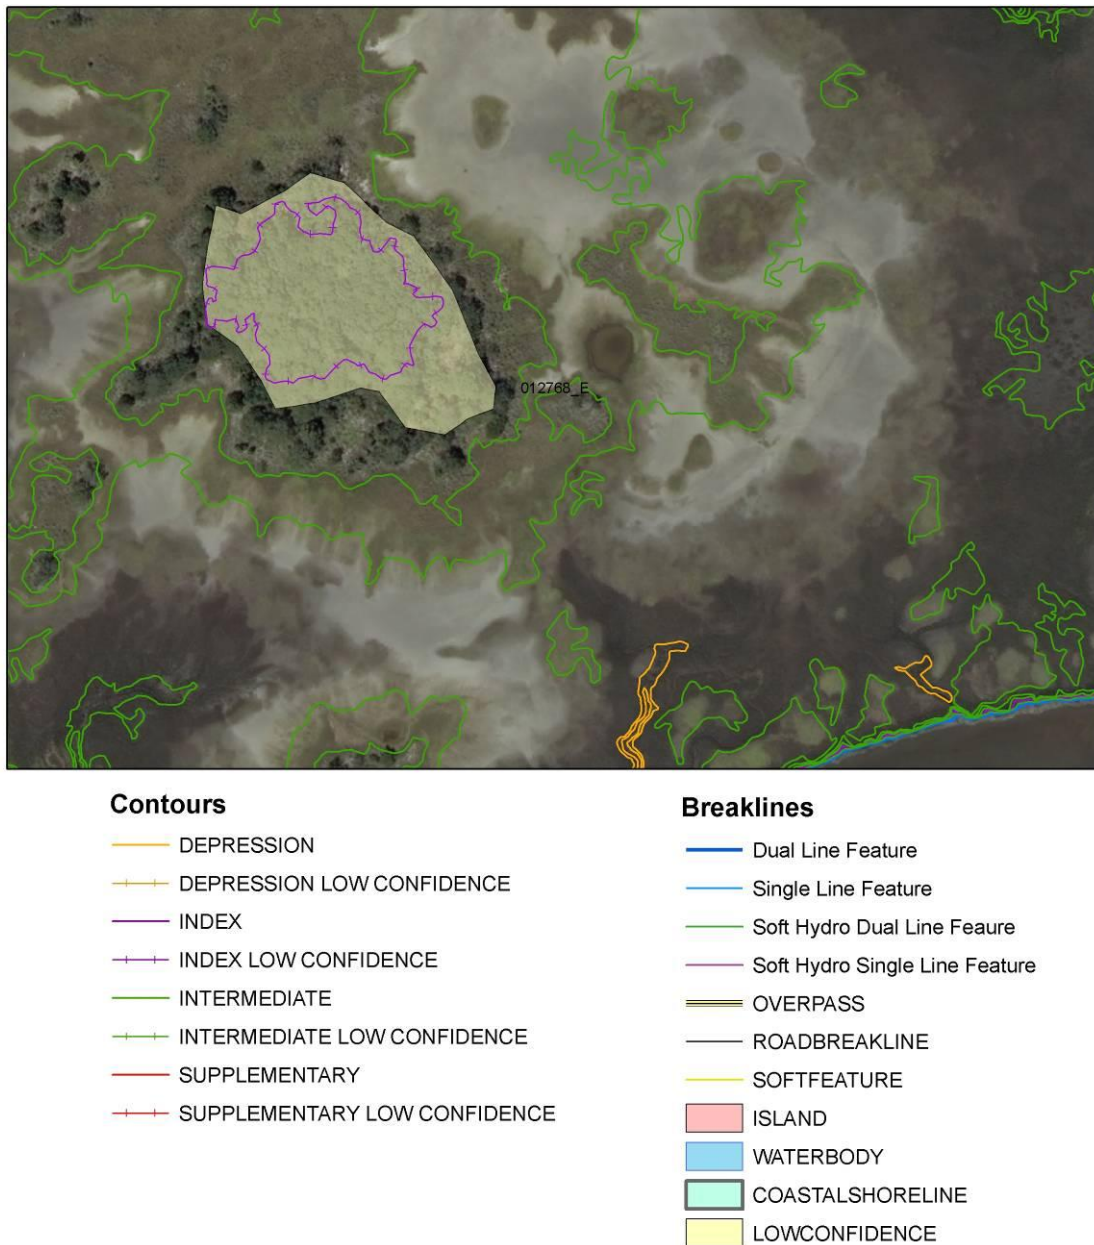 012768_E
Contours
DEPRESSION
DEPRESSION LOW CONFIDENCE
INDEX
INDEX LOW CONFIDENCE
INTERMEDIATE
INTERMEDIATE LOW CONFIDENCE
SUPPLEMENTARY
SUPPLEMENTARY LOW CONFIDENCE
Breaklines
Dual Line Feature
Single Line Feature
Soft Hydro Dual Line Feaure
Soft Hydro Single Line Feature
OVERPASS
ROADBREAKLINE
SOFTFEATURE
ISLAND
WATERBODY
COASTALSHORELINE
LOWCONFIDENCE